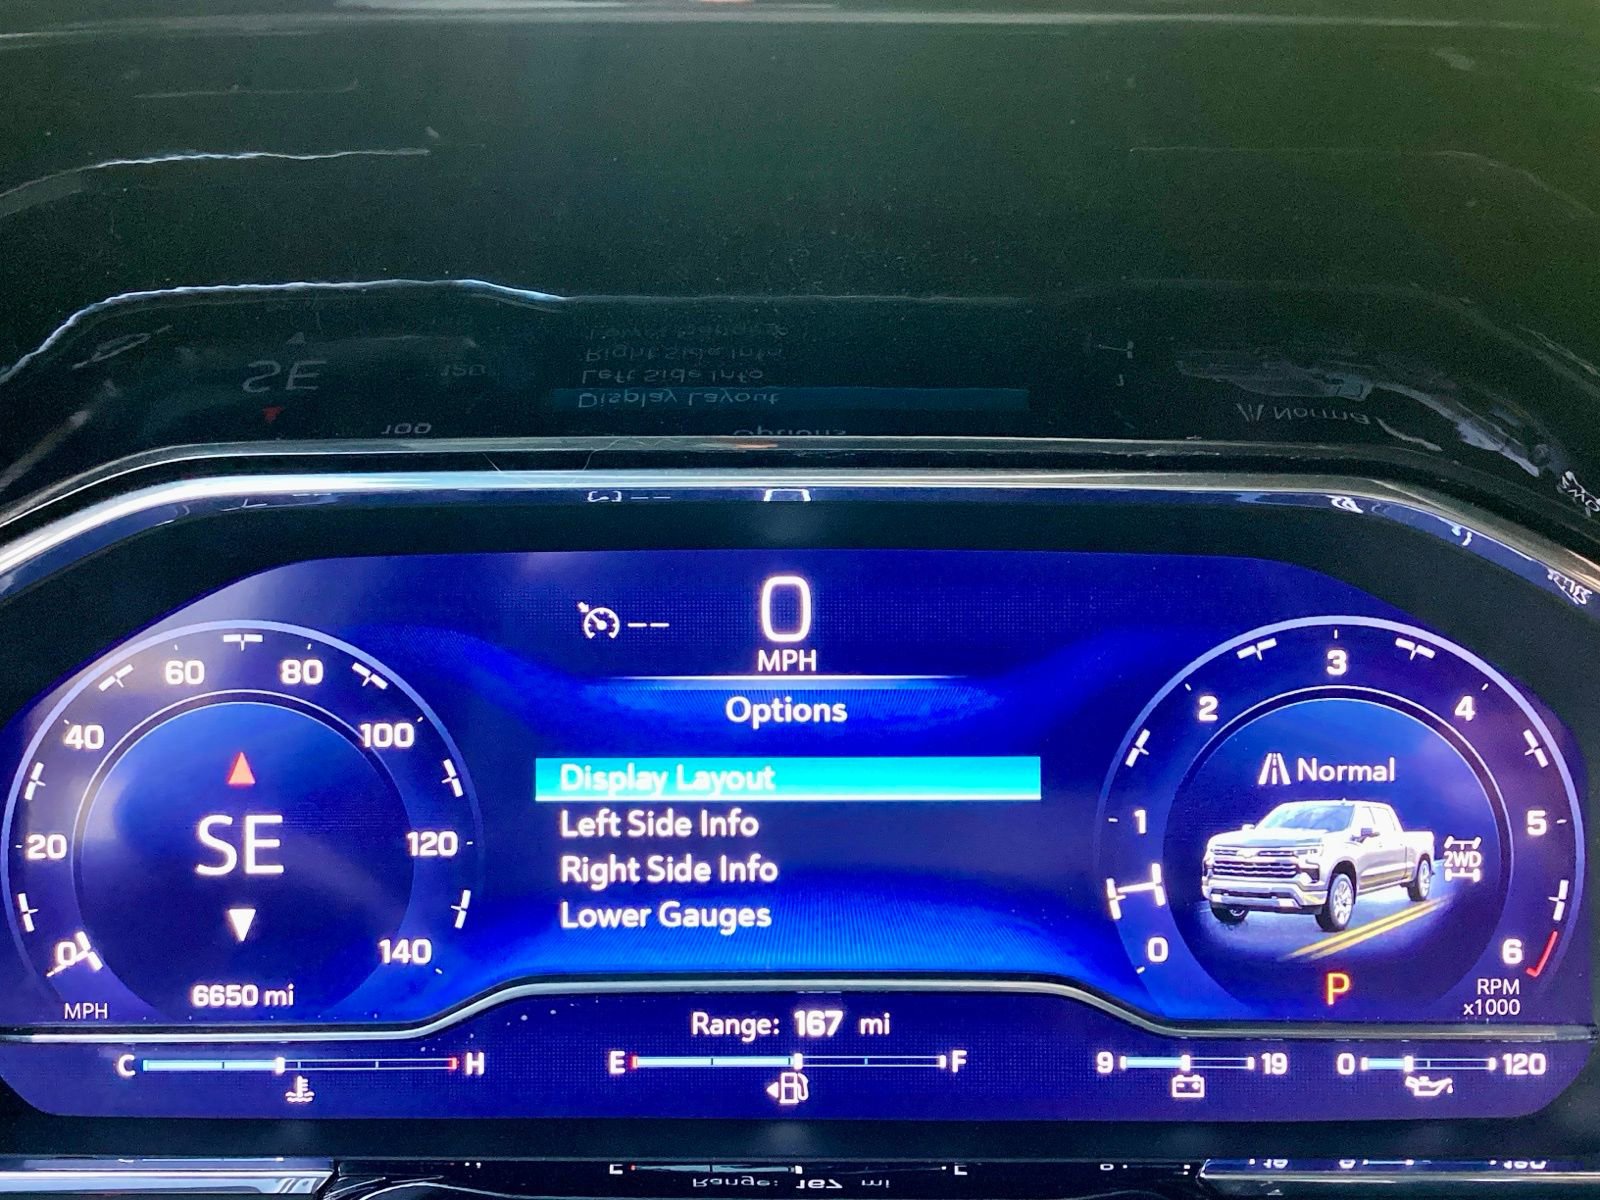 0
MPH
Options
Display Layout
Left Side Info
Right Side Info
Lower Gauges
0
20
40
60
80
100
120
140
MPH
SE
6650 mi
0
1
2
3
4
5
6
RPM
x1000
Normal
2WD
P
Range: 167 mi
C H
E F
9 19
0 120